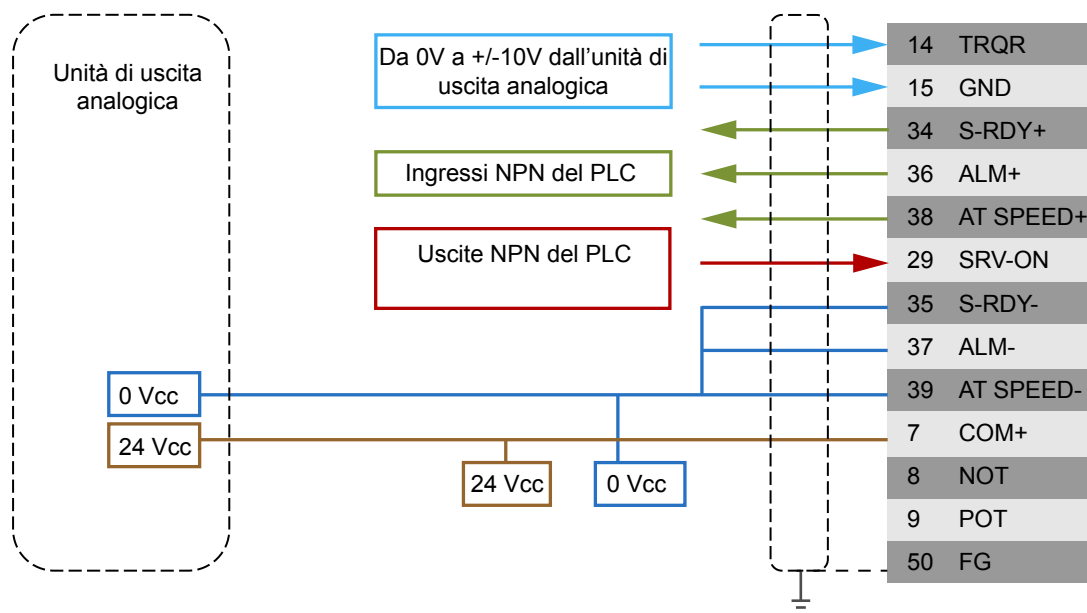 Unità di uscita
analogica
Da 0V a +/-10V dall’unità di
uscita analogica
Ingressi NPN del PLC
Uscite NPN del PLC
0 Vcc
24 Vcc
24 Vcc
0 Vcc
14 TRQR
15 GND
34 S-RDY+
36 ALM+
38 AT SPEED+
29 SRV-ON
35 S-RDY-
37 ALM-
39 AT SPEED-
7 COM+
8 NOT
9 POT
50 FG